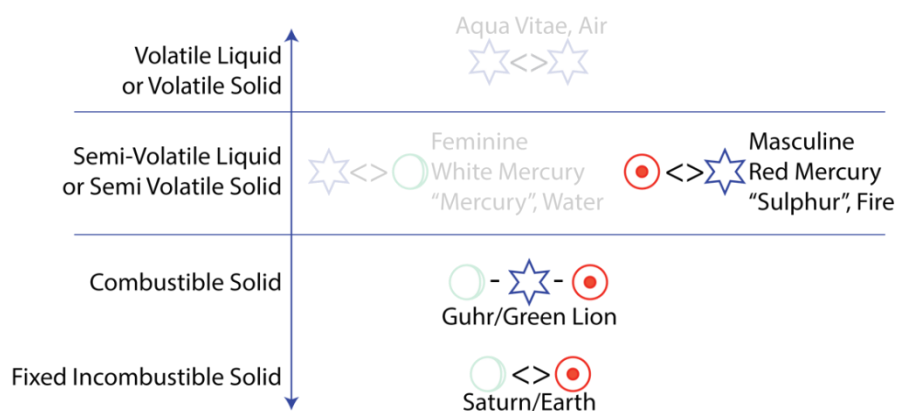 Aqua Vitae, Air
Volatile Liquid
or Volatile Solid
<>
Semi-Volatile Liquid
or Semi Volatile Solid
<>
Feminine
White Mercury
“Mercury”, Water
<>
Masculine
Red Mercury
“Sulphur”, Fire
Combustible Solid
- -
Guhr/Green Lion
Fixed Incombustible Solid
<>
Saturn/Earth